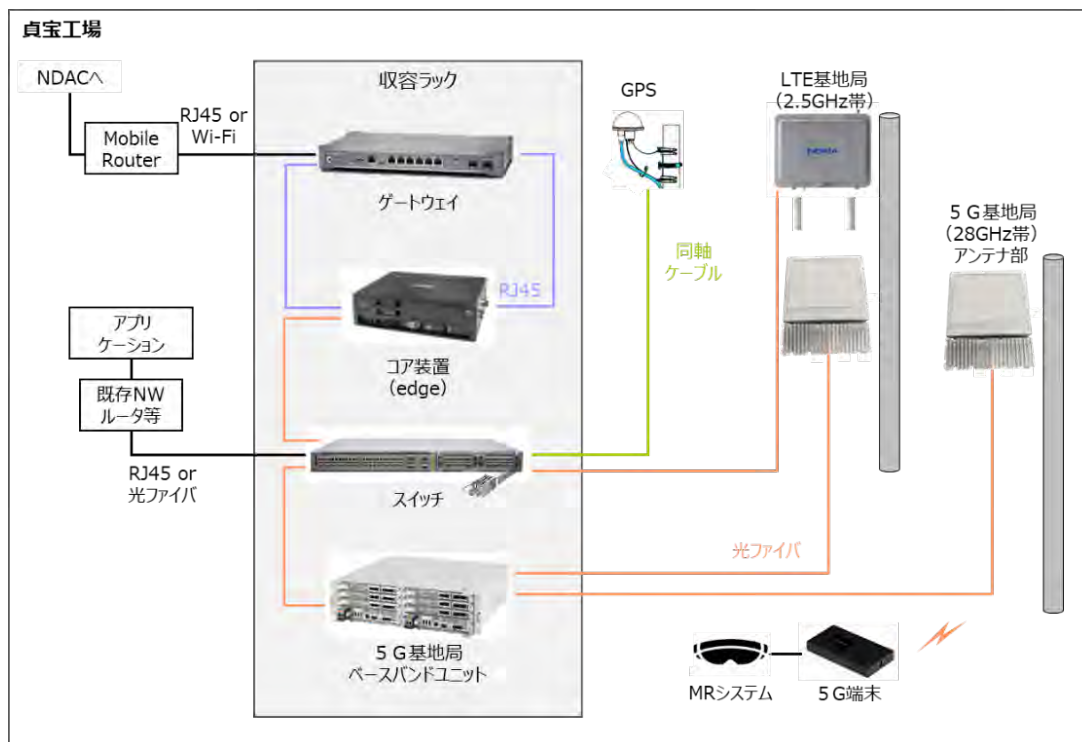 貞宝工場
NDACへ
Mobile
Router
RJ45 or
Wi-Fi
収容ラック
ゲートウェイ
RJ45
コア装置
(edge)
アプリ
ケーション
既存NW
ルータ等
RJ45 or
光ファイバ
スイッチ
5G基地局
ベースバンドユニット
GPS
同軸
ケーブル
LTE基地局
(2.5GHz帯)
NOKIA
5G基地局
(28GHz帯)
アンテナ部
光ファイバ
MRシステム
5G端末